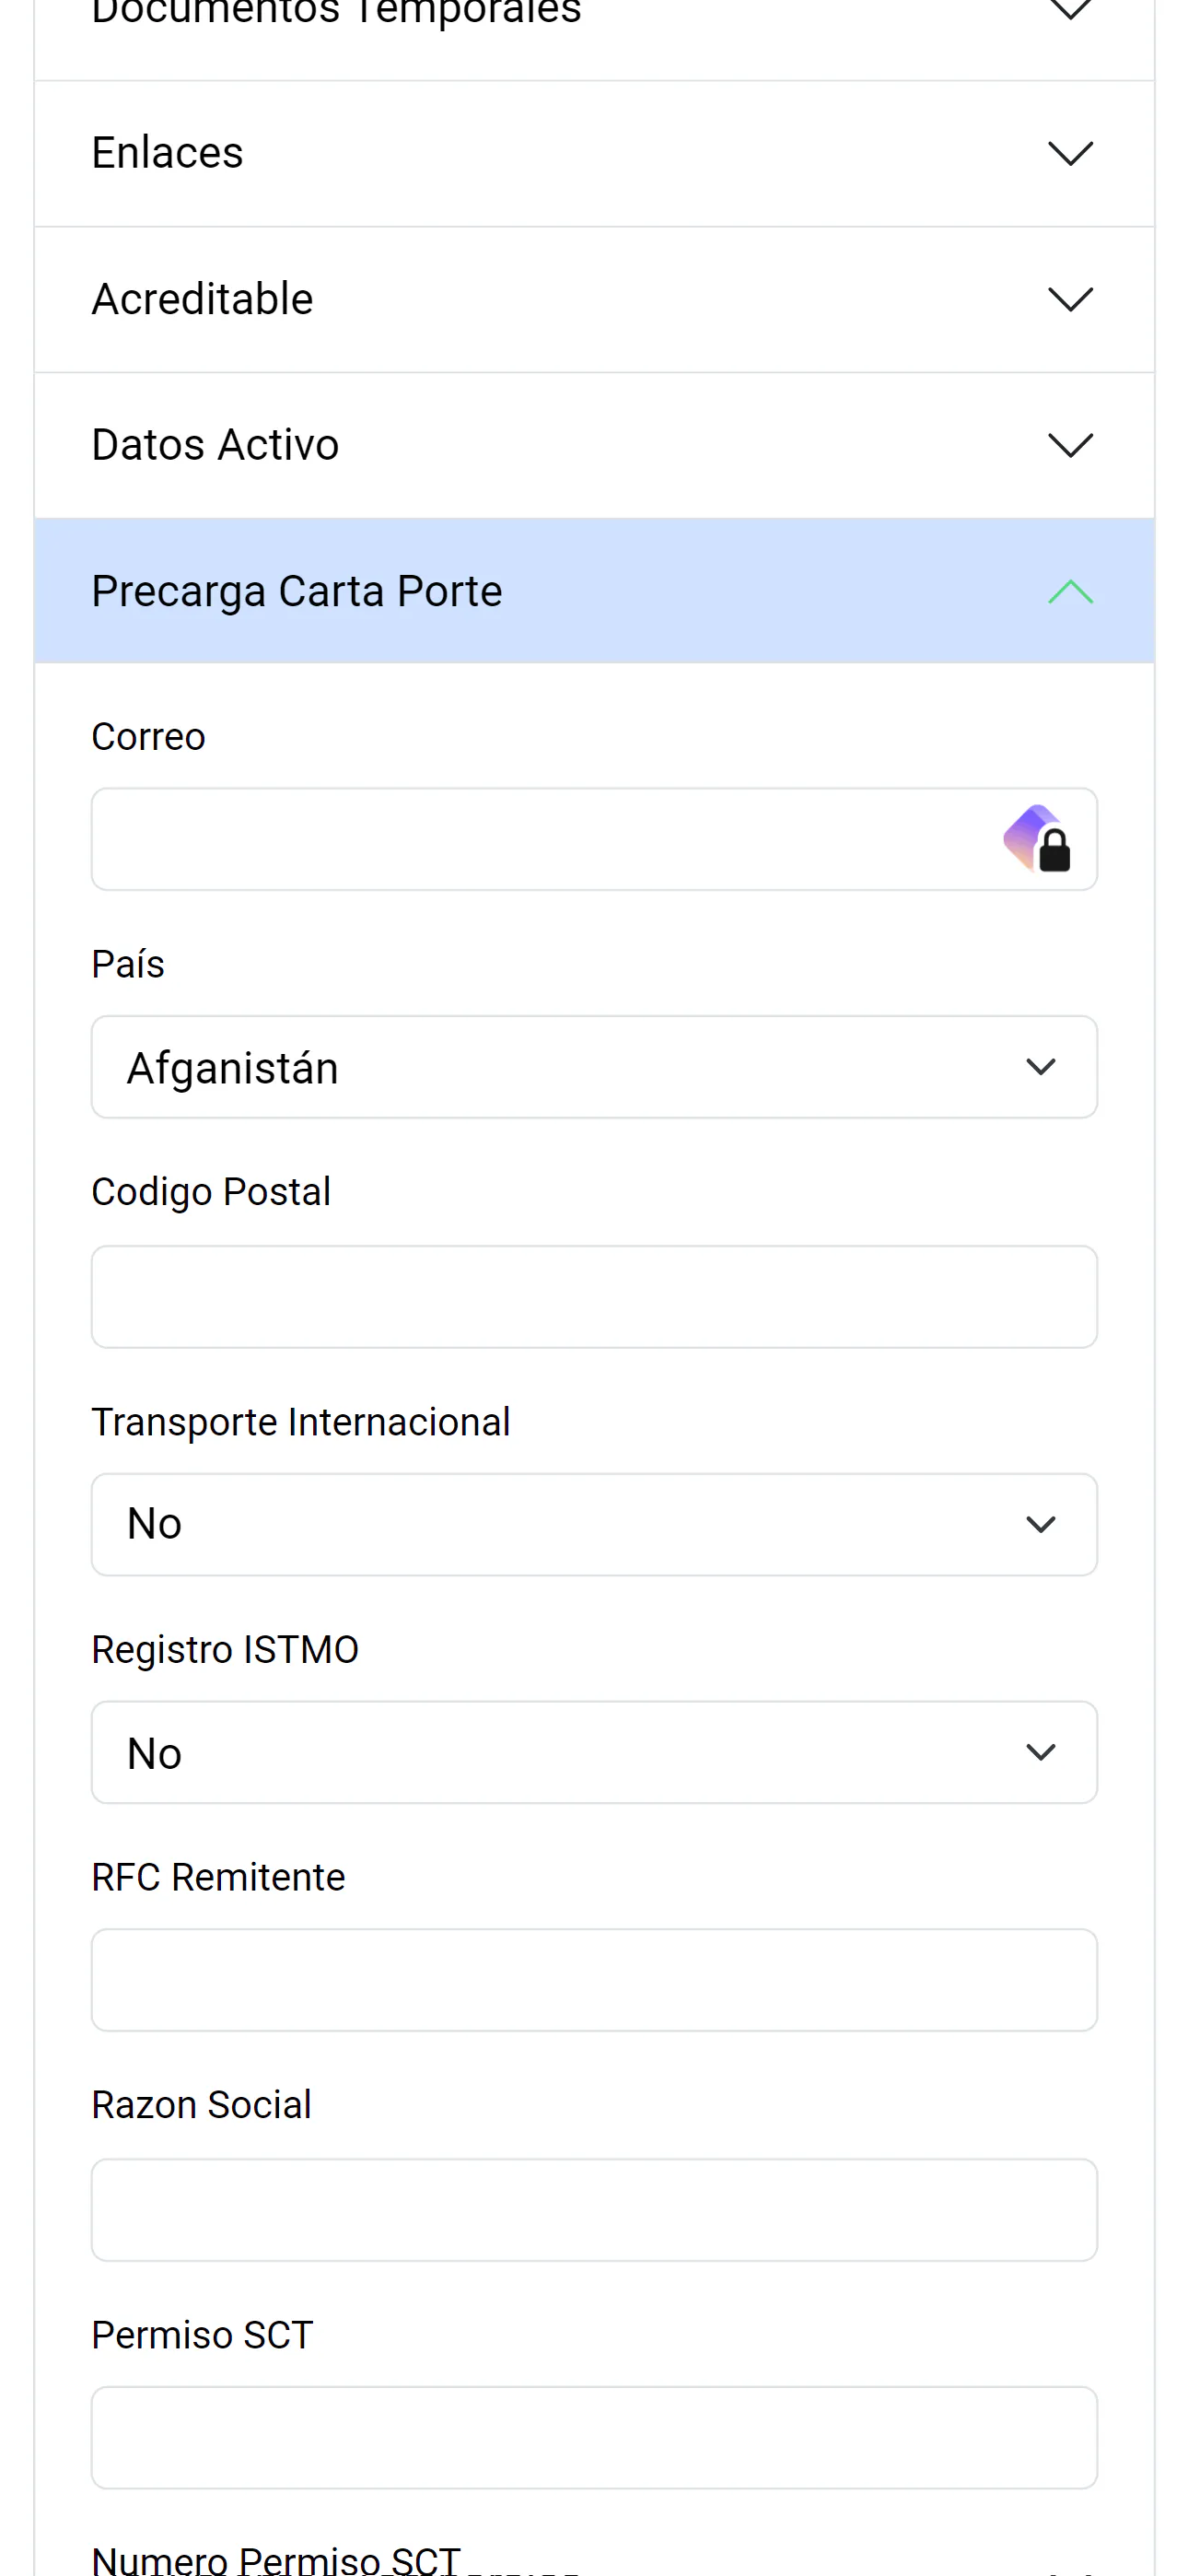 Documentos Temporales
Enlaces
Acreditable
Datos Activo
Precarga Carta Porte
Correo
País
Afganistán
Codigo Postal
Transporte Internacional
No
Registro ISTMO
No
RFC Remitente
Razon Social
Permiso SCT
Numero Permiso SCT